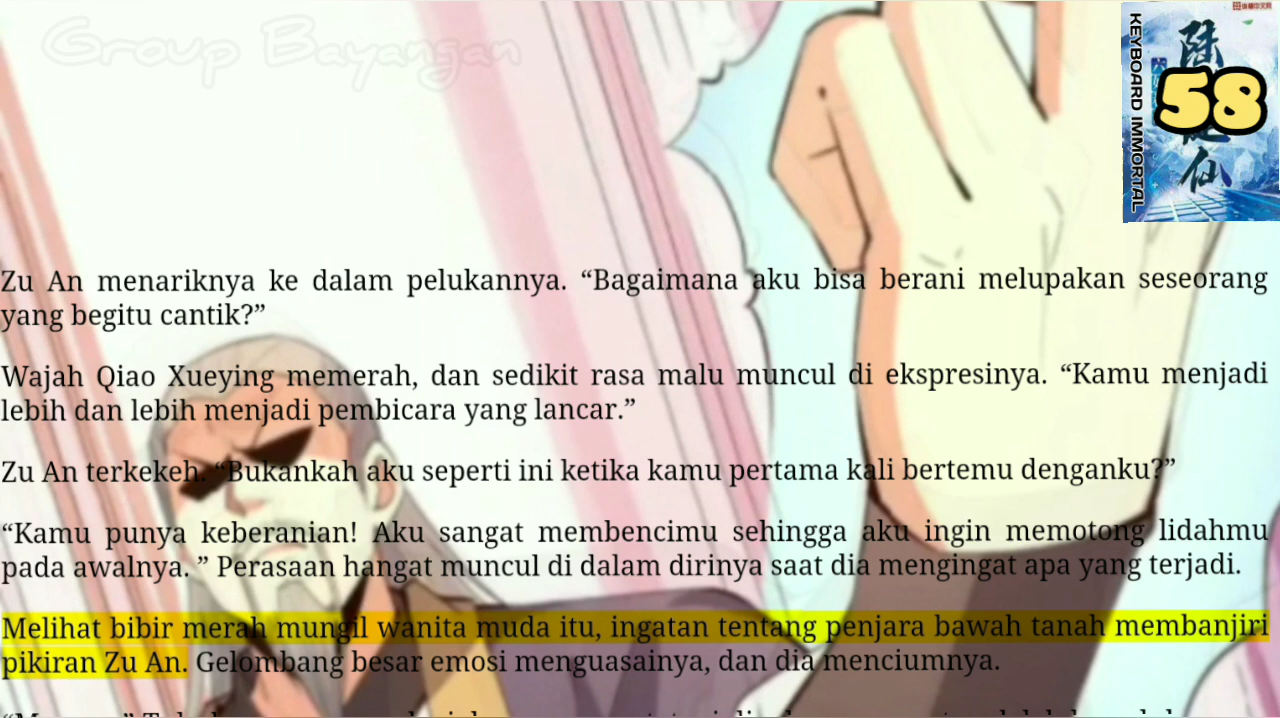 Group Bayangan
KEYBOARD IMMORTAL
58
Zu An menariknya ke dalam pelukannya. “Bagaimana aku bisa berani melupakan seseorang
yang begitu cantik?”
Wajah Qiao Xueying memerah, dan sedikit rasa malu muncul di ekspresinya. “Kamu menjadi
lebih dan lebih menjadi pembicara yang lancar.”
Zu An terkekeh. “Bukankah aku seperti ini ketika kamu pertama kali bertemu denganku?”
“Kamu punya keberanian! Aku sangat membencimu sehingga aku ingin memotong lidahmu
pada awalnya. ” Perasaan hangat muncul di dalam dirinya saat dia mengingat apa yang terjadi.
Melihat bibir merah mungil wanita muda itu, ingatan tentang penjara bawah tanah membanjiri
pikiran Zu An. Gelombang besar emosi menguasainya, dan dia menciumnya.